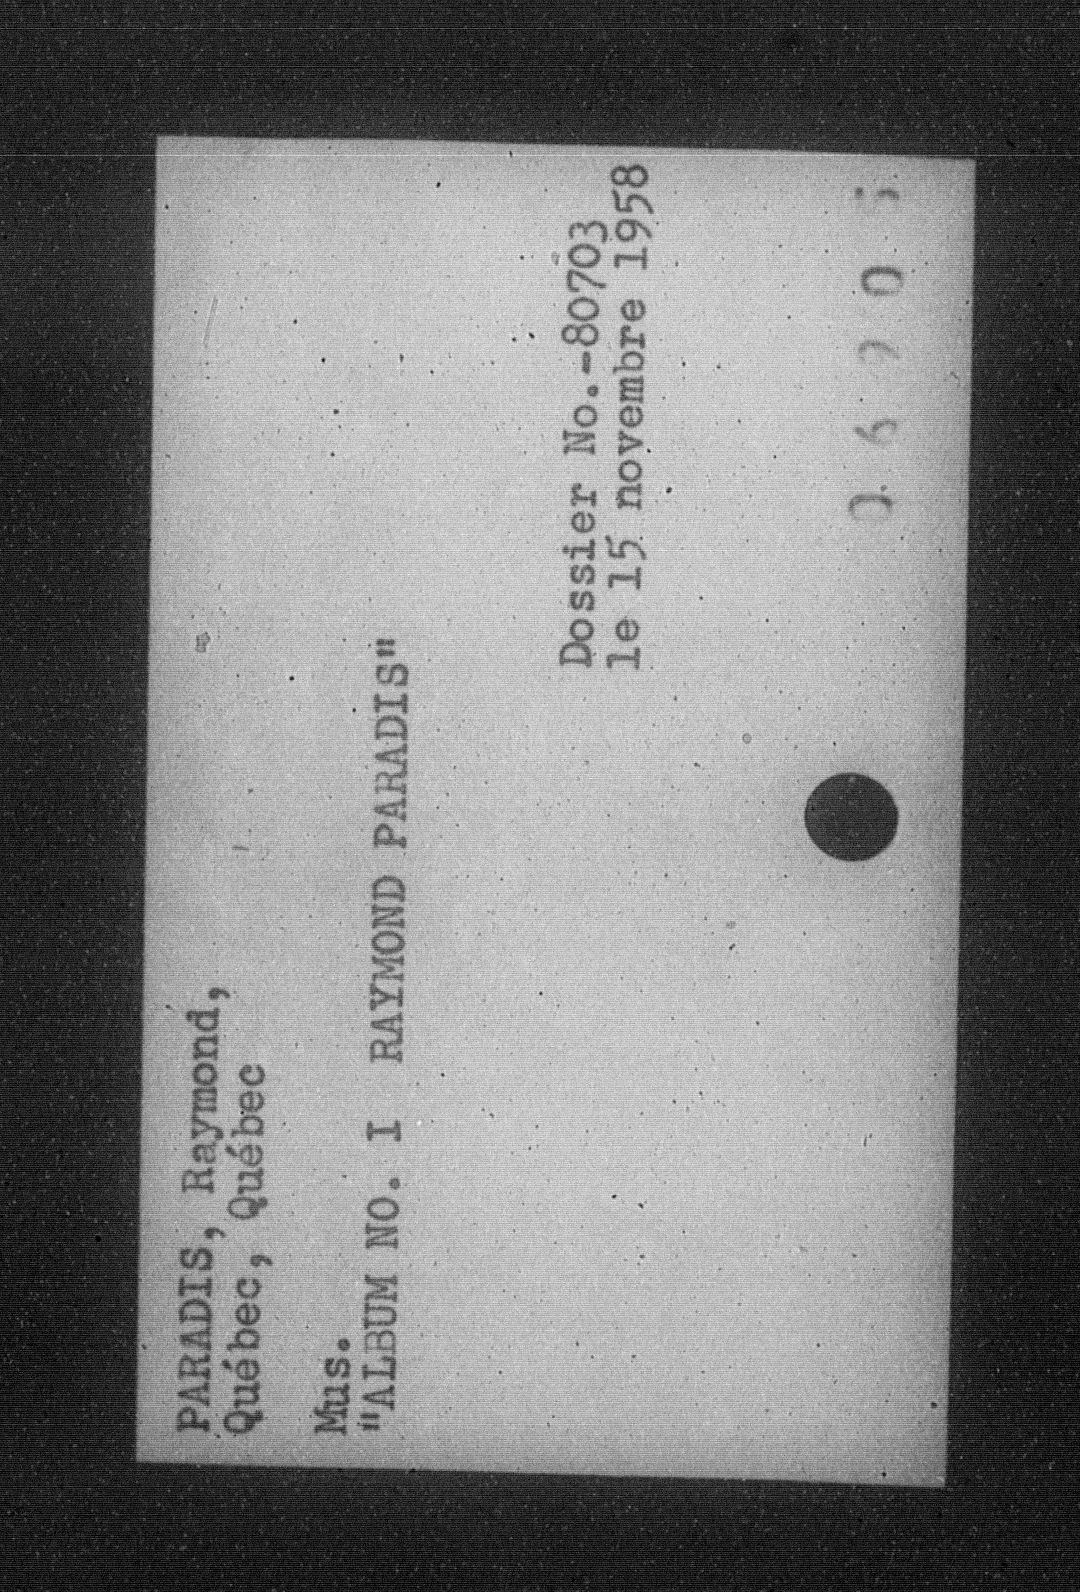 PARADIS, Raymond,
Québec, Québec
Mus.
"ALBUM NO. I RAYMOND PARADIS"
Dossier No.-80703
le 15 novembre 1958